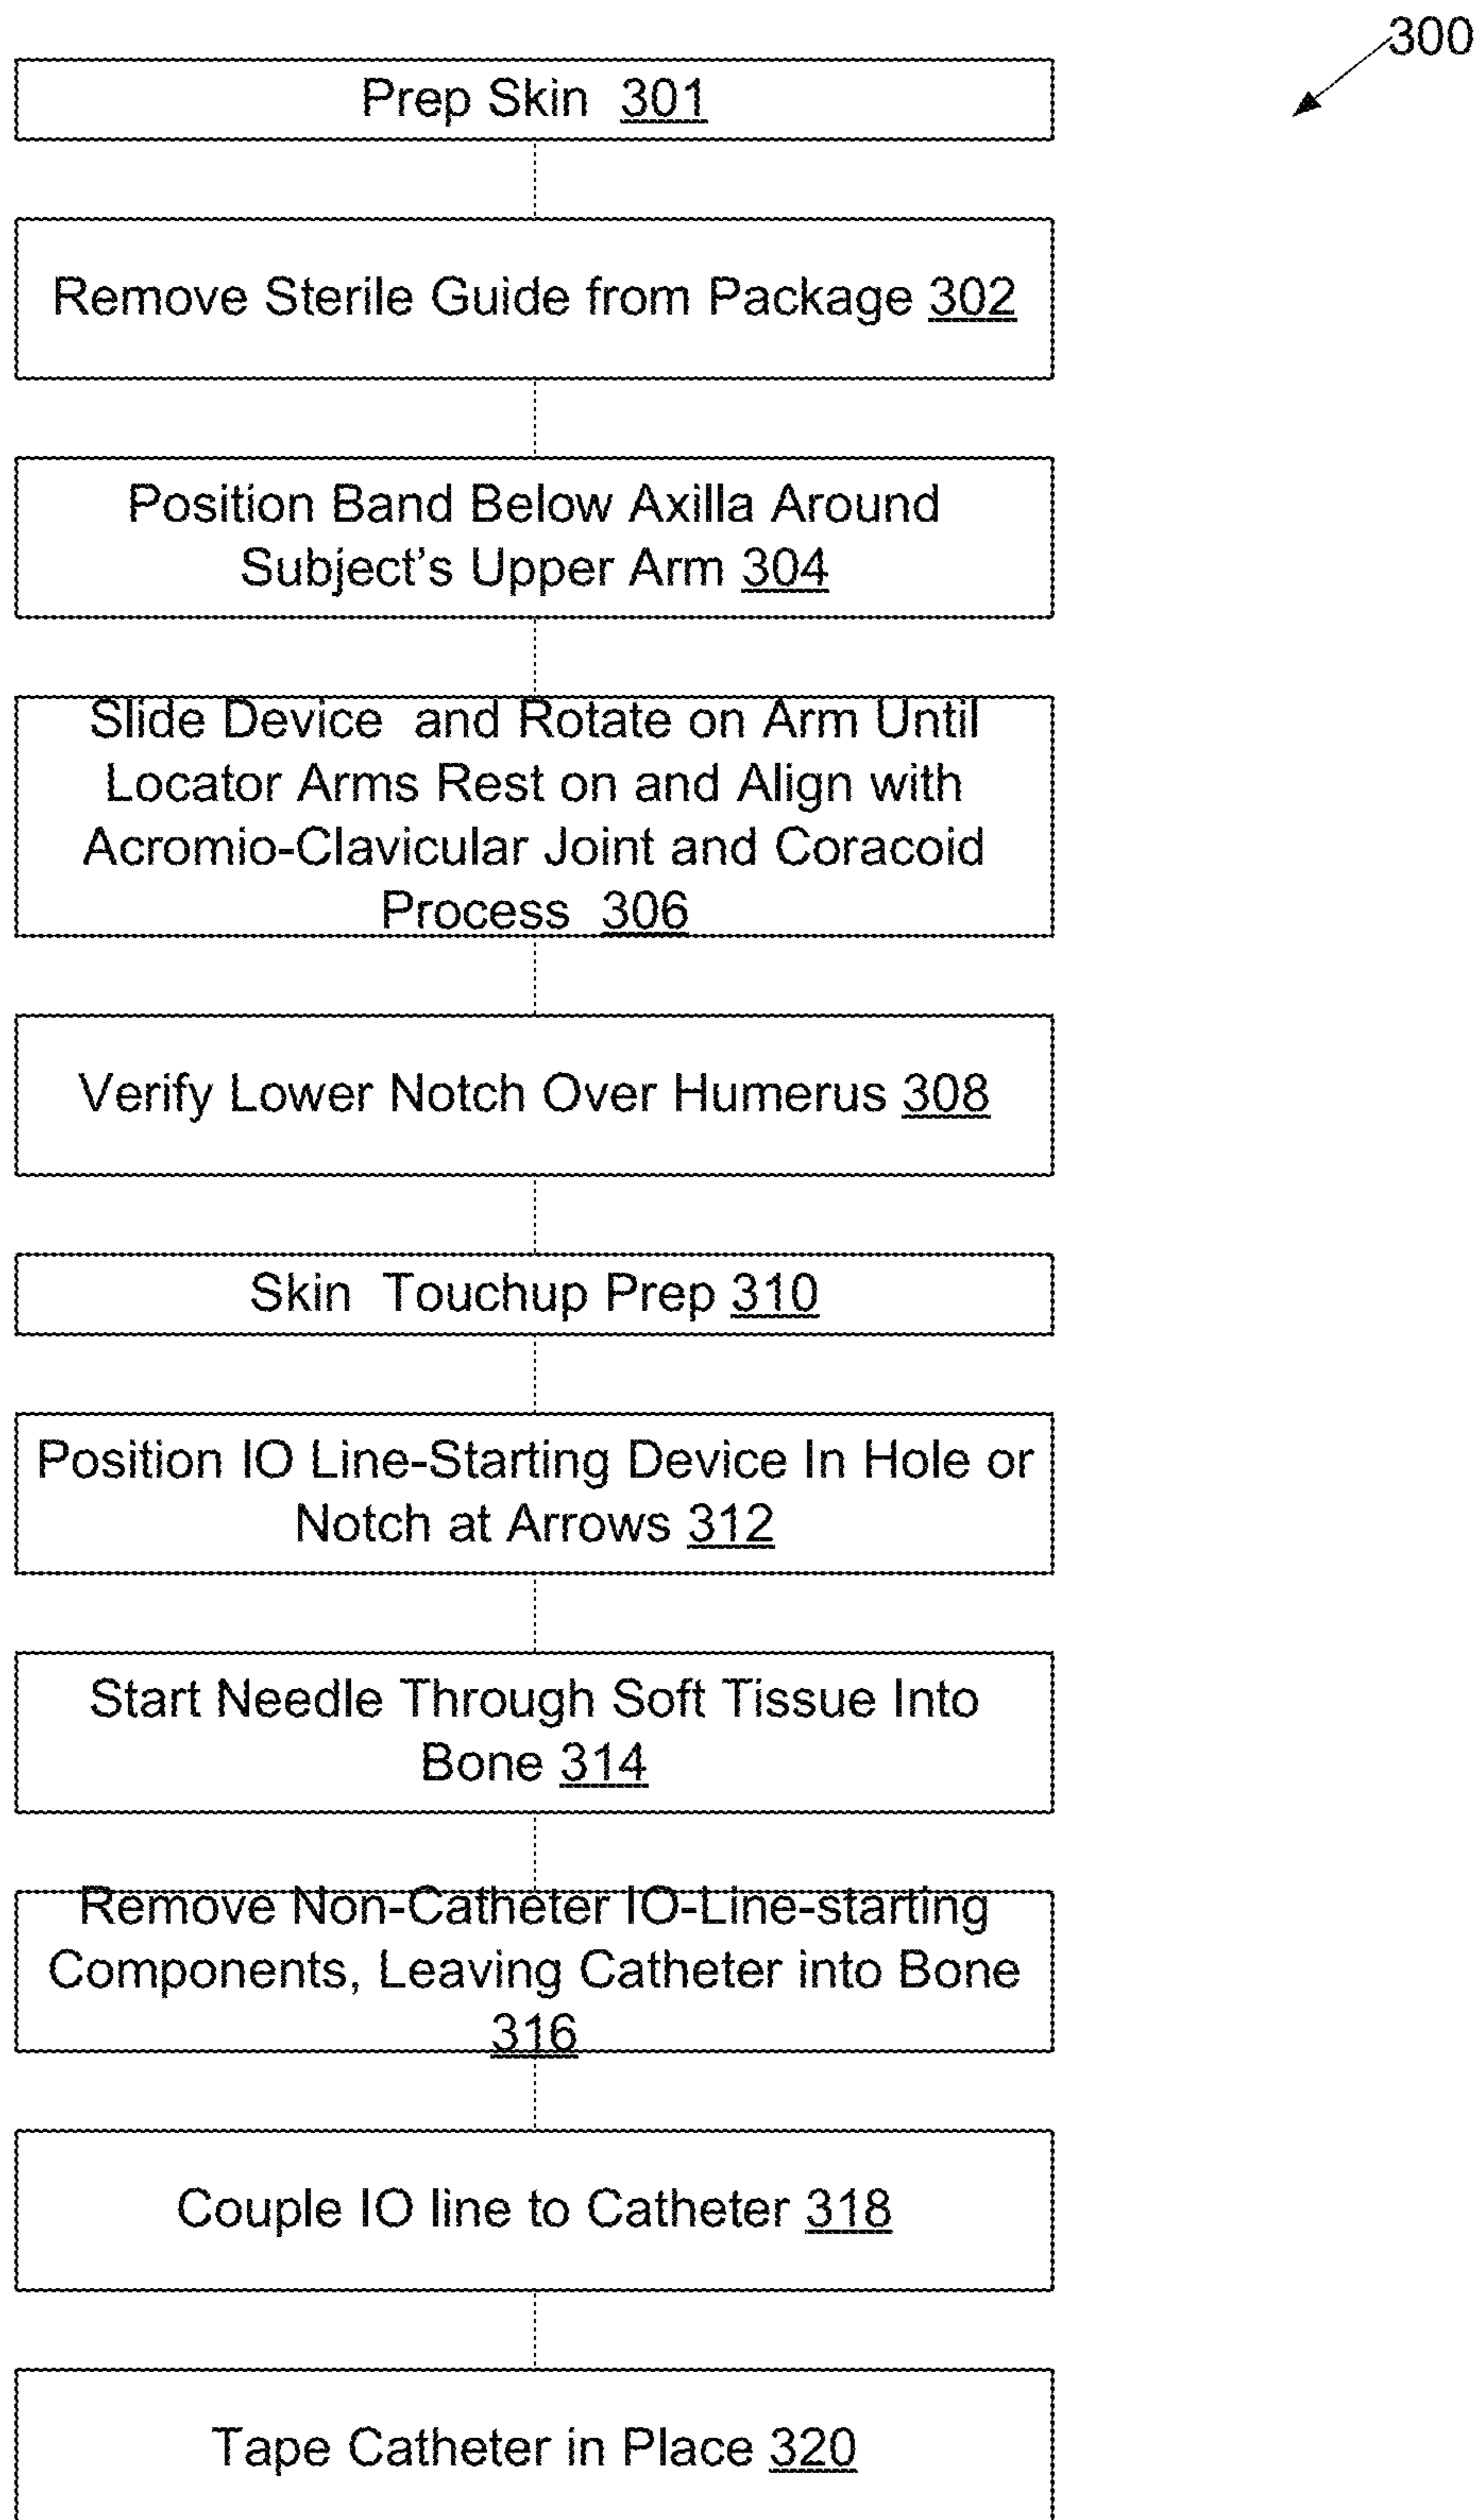 300
Prep Skin 301
Remove Sterile Guide from Package 302
Position Band Below Axilla Around
Subject's Upper Arm 304
Slide Device and Rotate on Arm Until
Locator Arms Rest on and Align with
Acromio-Clavicular Joint and Coracoid
Process 306
Verify Lower Notch Over Humerus 308
Skin Touchup Prep 310
Position IO Line-Starting Device In Hole or
Notch at Arrows 312
Start Needle Through Soft Tissue Into
Bone 314
Remove Non-Catheter IO-Line-starting
Components, Leaving Catheter into Bone
316
Couple IO line to Catheter 318
Tape Catheter in Place 320